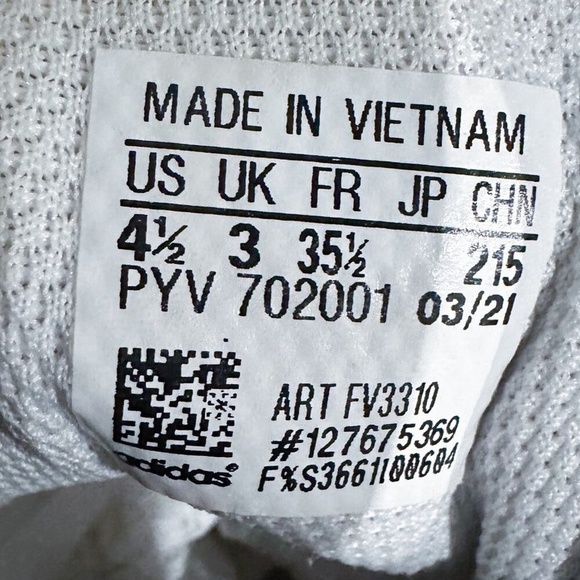 MADE IN VIETNAM
US UK FR JP CHN
4½ 3 35½ 215
PYV 702001 03/21
ART FV3310
#127675369
F%S3661I00604
adidas®